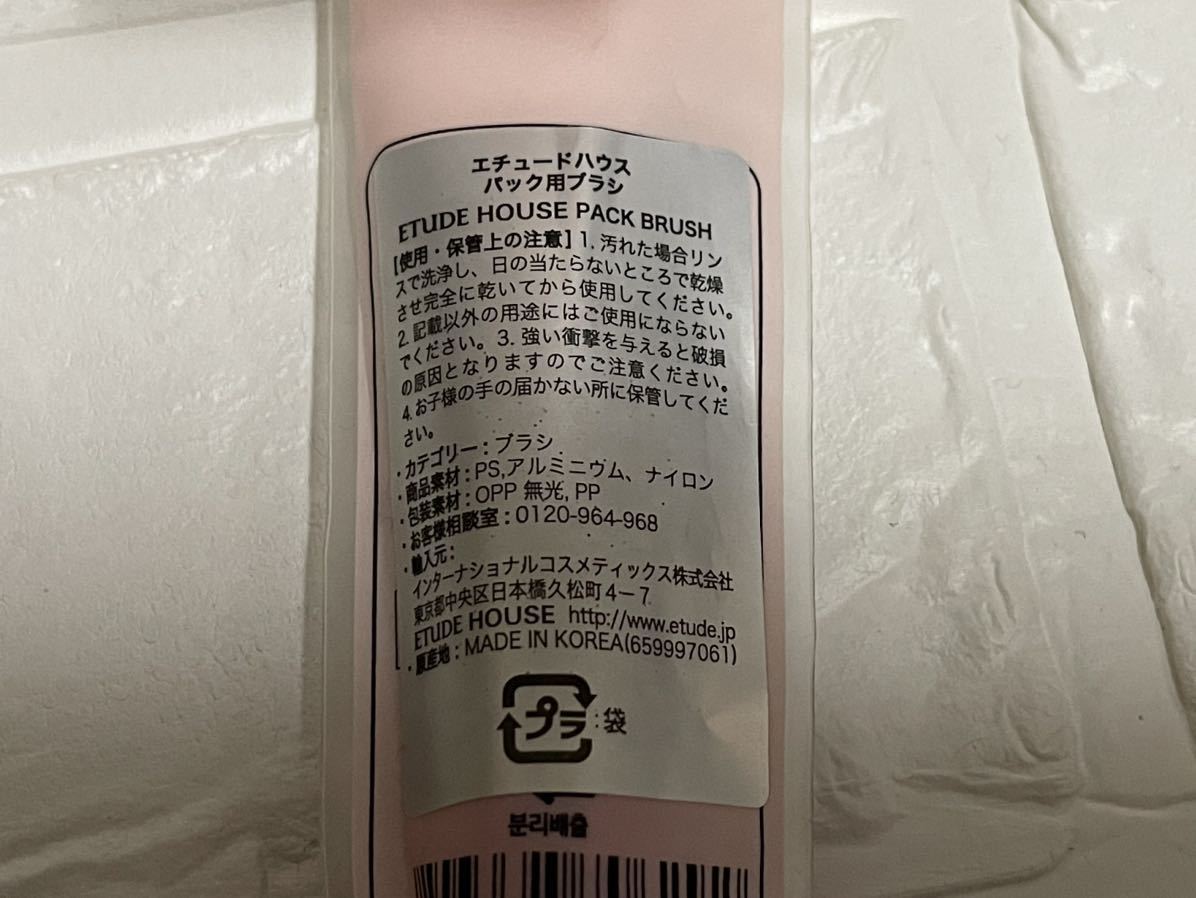 エチュードハウス
パック用ブラシ
ETUDE HOUSE PACK BRUSH
【使用・保管上の注意】1. 汚れた場合リン
スで洗浄し、日の当たらないところで乾燥
させ完全に乾いてから使用してください。
2. 記載以外の用途にはご使用にならない
でください。3. 強い衝撃を与えると破損
の原因となりますのでご注意ください。
4. お子様の手の届かない所に保管してくだ
さい。
・カテゴリー：ブラシ
・商品素材：PS,アルミニウム、ナイロン
・包装素材：OPP 無光, PP
・お客様相談室：0120-964-968
・輸入元：
インターナショナルコスメティックス株式会社
東京都中央区日本橋久松町4－7
ETUDE HOUSE http://www.etude.jp
・原産地：MADE IN KOREA(659997061)
プラ：袋
분리배출